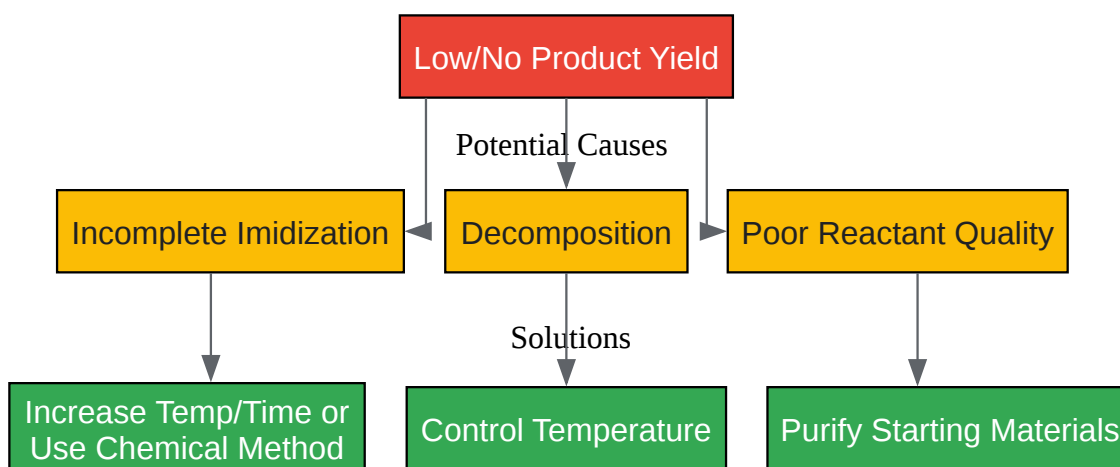 Low/No Product Yield
Potential Causes
Incomplete Imidization
Decomposition
Poor Reactant Quality
Solutions
Increase Temp/Time or
Use Chemical Method
Control Temperature
Purify Starting Materials